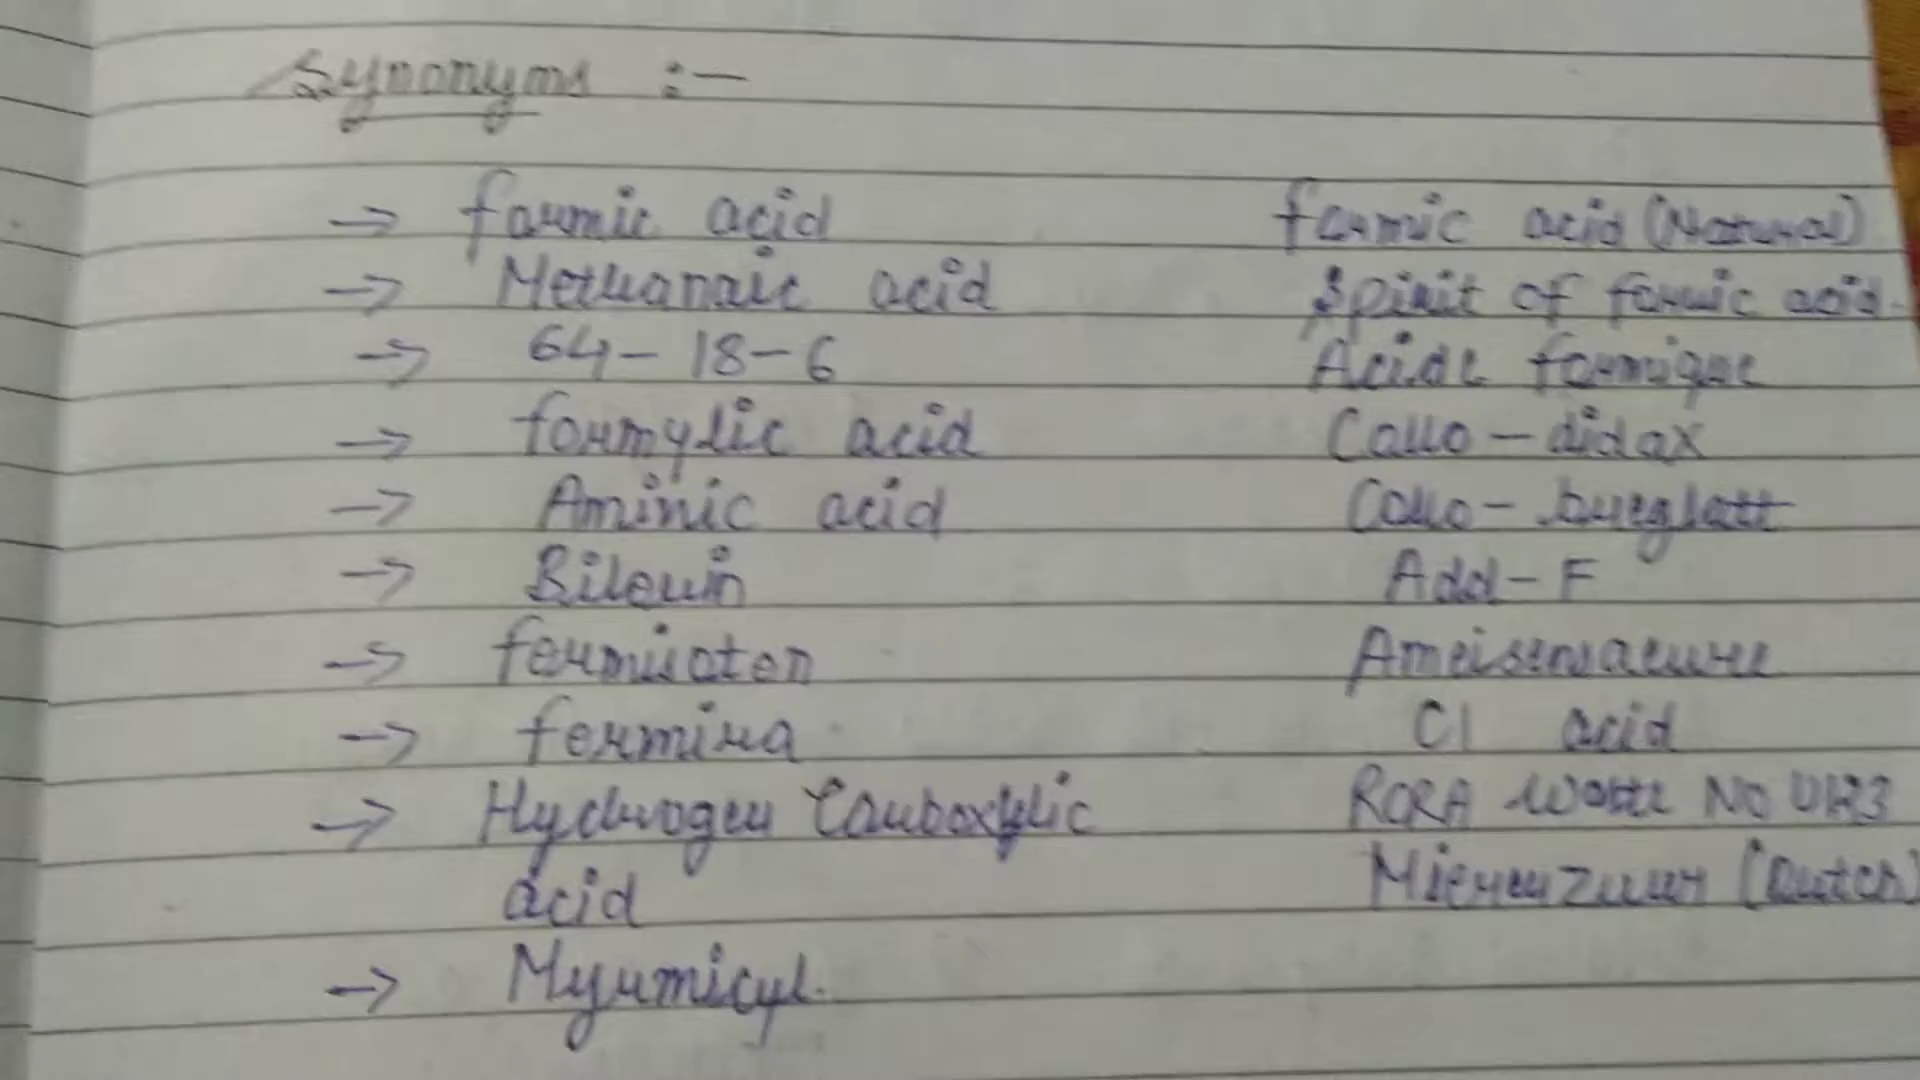 Synonyms :-
→ formic acid
→ Methanoic acid
→ 64-18-6
→ formylic acid
→ Aminic acid
→ Bilorin
→ formisoton
→ formira
→ Hydrogen Carboxylic
acid
→ Myrmicyl.
formic acid (Natural)
Spirit of formic acid.
Acide formique
Collo-didax
Collo-bueglatt
Add-F
Ameisensaeure
C1 acid
RCRA waste NO U123
Mierenzuur (Dutch)